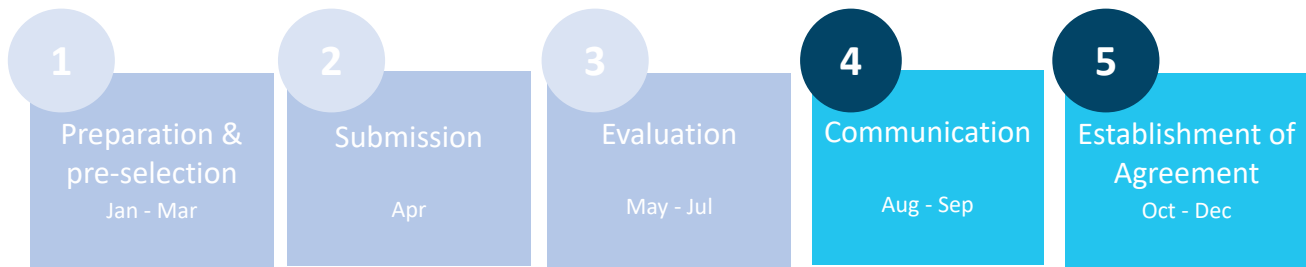 1
Preparation &
pre-selection
Jan - Mar
2
Submission
Apr
3
Evaluation
May - Jul
4
Communication
Aug - Sep
5
Establishment of
Agreement
Oct - Dec